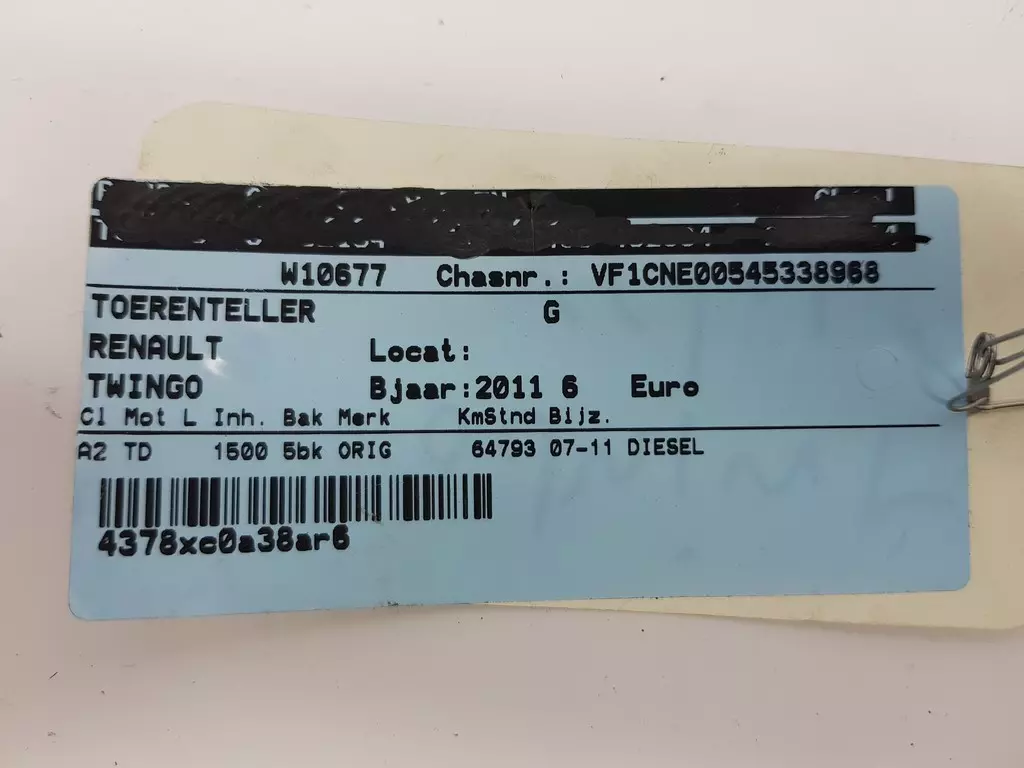 W10677 Chasnr.: VF1CNE00545338968
TOERENTELLER G
RENAULT Locat:
TWINGO Bjaar:2011 6 Euro
Cl Mot L Inh. Bak Merk KmStnd Bijz.
A2 TD 1500 5bk ORIG 64793 07-11 DIESEL
4378xc0a38ar6